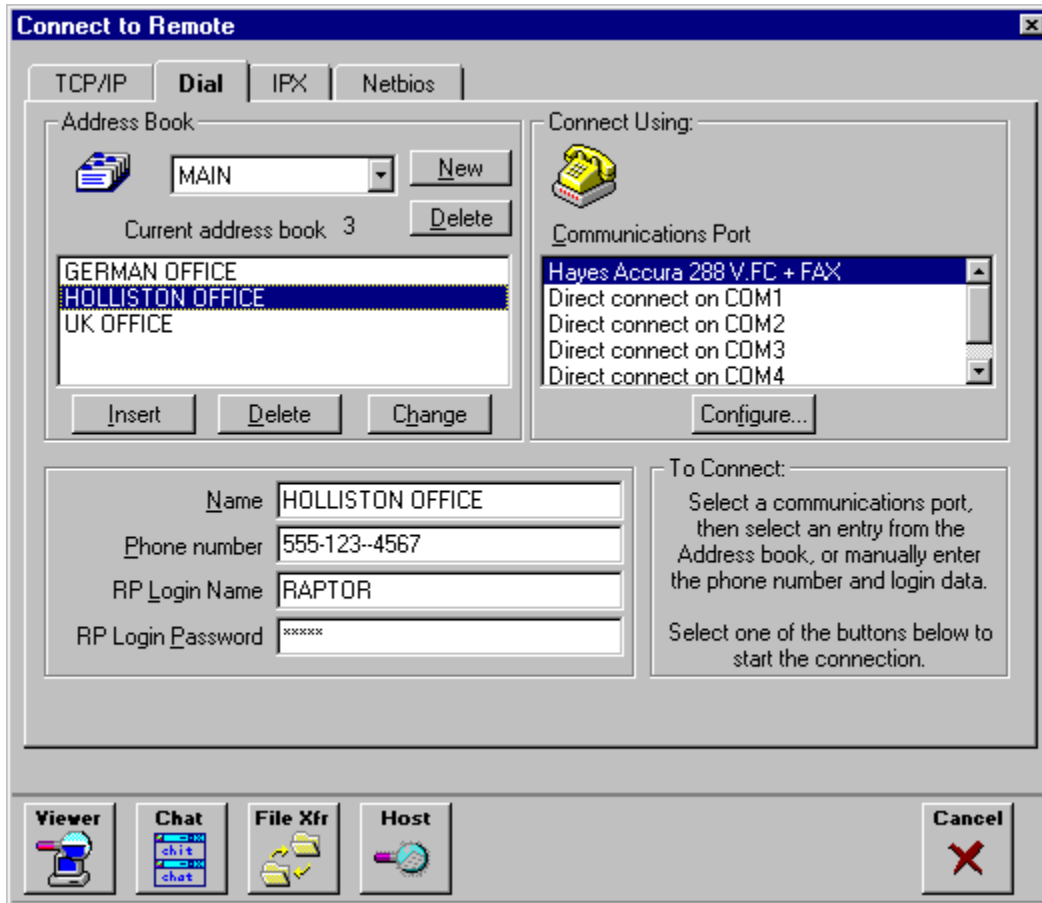 Connect to Remote
TCP/IP Dial IPX Netbios
Address Book
MAIN
New
Current address book 3
Delete
GERMAN OFFICE
HOLLISTON OFFICE
UK OFFICE
Insert Delete Change
Connect Using:
Communications Port
Hayes Accura 288 V.FC + FAX
Direct connect on COM1
Direct connect on COM2
Direct connect on COM3
Direct connect on COM4
Configure...
Name HOLLISTON OFFICE
Phone number 555-123--4567
RP Login Name RAPTOR
RP Login Password *****
To Connect:
Select a communications port,
then select an entry from the
Address book, or manually enter
the phone number and login data.
Select one of the buttons below to
start the connection.
Viewer Chat File Xfr Host Cancel
chit
chat